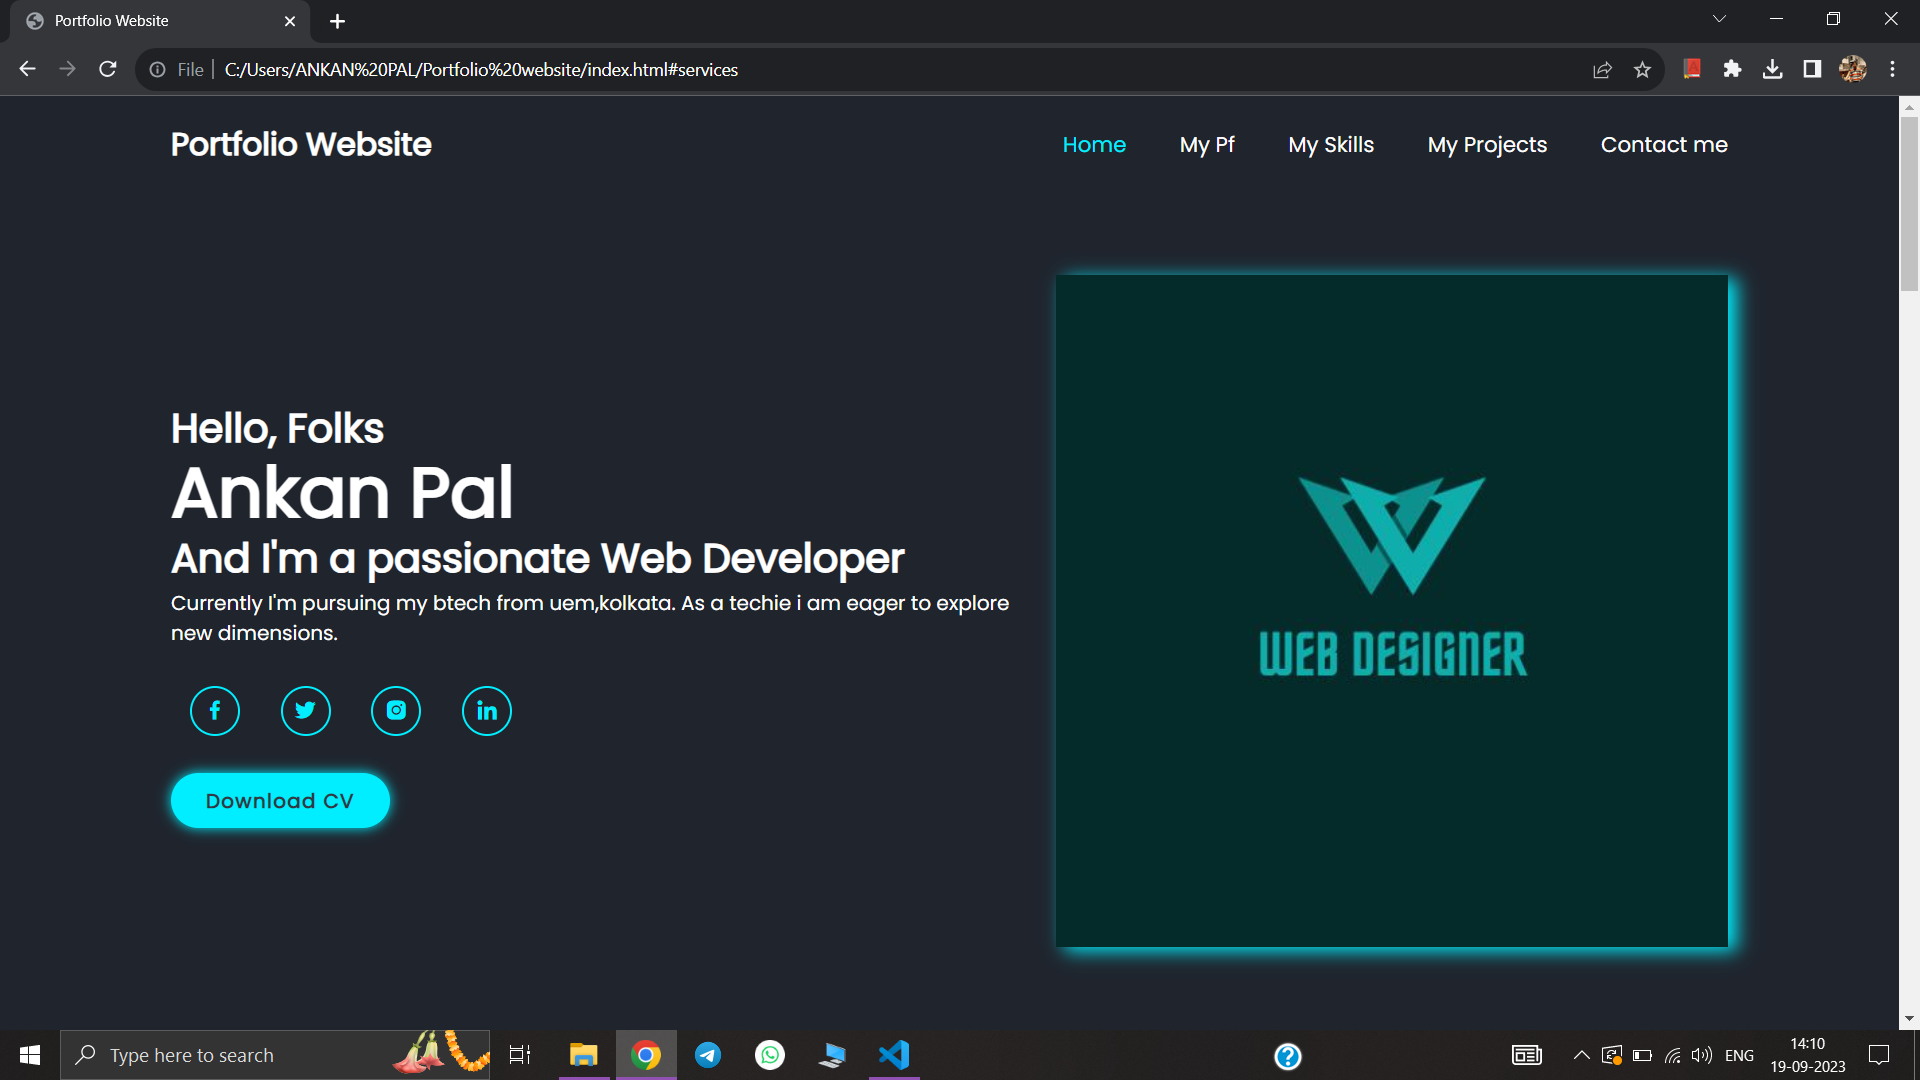 Portfolio Website
File C:/Users/ANKAN%20PAL/Portfolio%20website/index.html#services
Portfolio Website
Home My Pf My Skills My Projects Contact me
Hello, Folks
Ankan Pal
And I'm a passionate Web Developer
Currently I'm pursuing my btech from uem,kolkata. As a techie i am eager to explore
new dimensions.
Download CV
WEB DESIGNER
Type here to search
ENG
14:10
19-09-2023